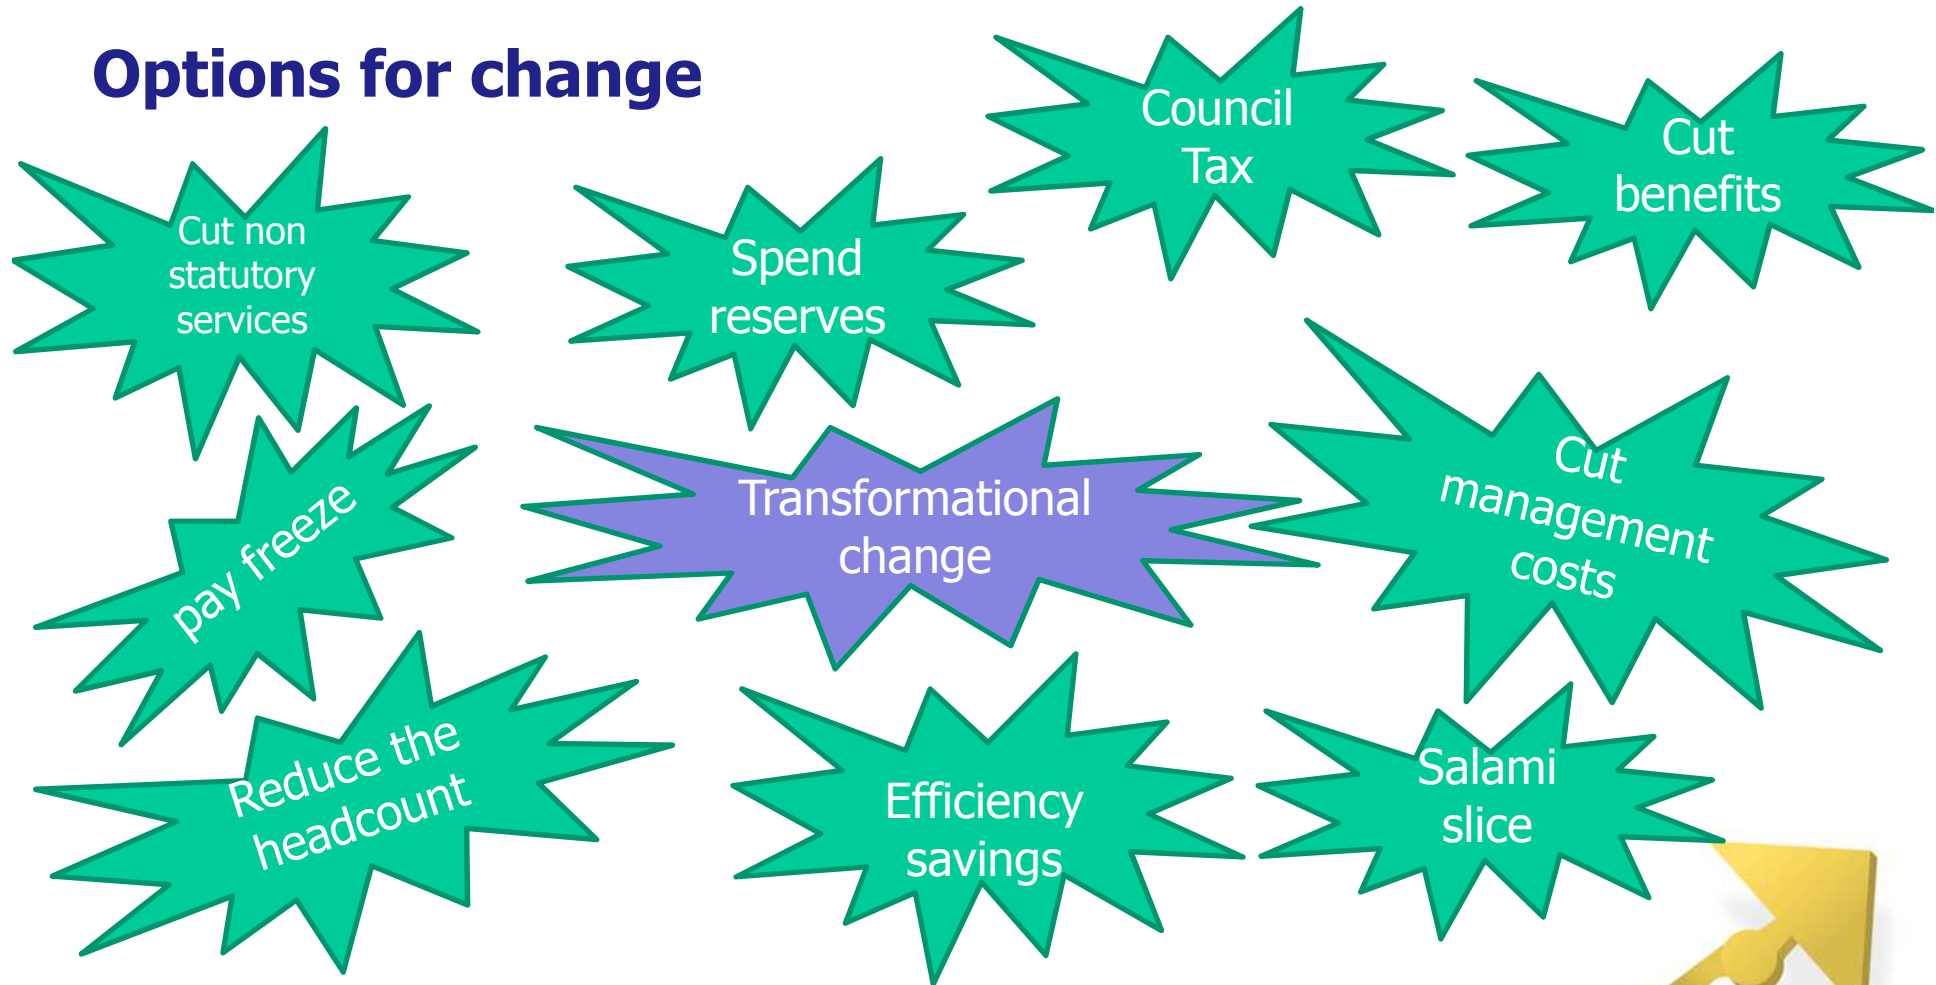 Options for change
Council
Tax
Cut
benefits
Cut non
statutory
services
Spend
reserves
Transformational
change
Cut
management
costs
pay freeze
Reduce the
headcount
Efficiency
savings
Salami
slice